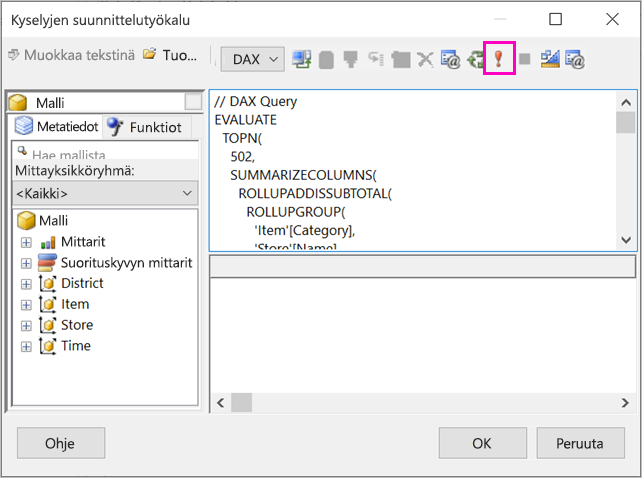 Kyselyjen suunnittelutyökalu
Muokkaa tekstinä
Tuo...
DAX
Malli
Metatiedot
Funktiot
Hae mallista
Mittayksikköryhmä:
<Kaikki>
Malli
Mittarit
Suorituskyvyn mittarit
District
Item
Store
Time
// DAX Query
EVALUATE
TOPN(
502,
SUMMARIZECOLUMNS(
ROLLUPADDISSUBTOTAL(
ROLLUPGROUP(
'Item'[Category],
'Store'[Name]
Ohje
OK
Peruuta